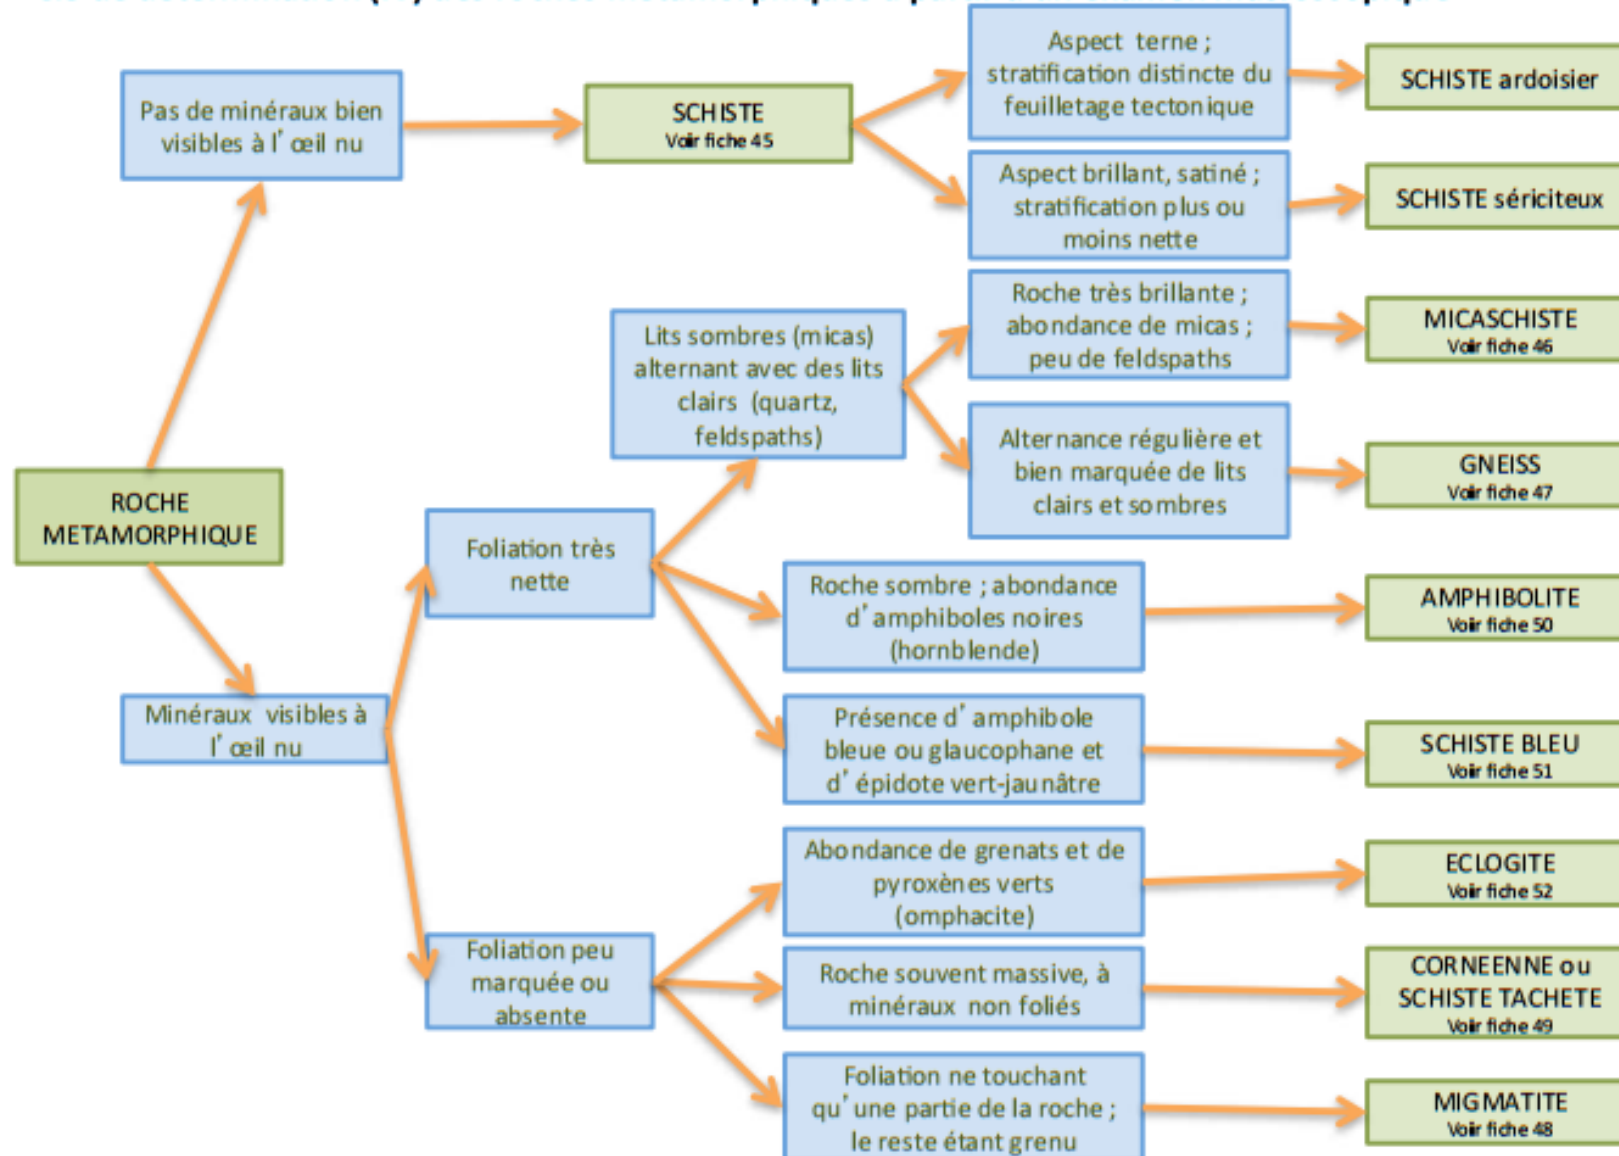 Aspect terne ;
stratification distincte du
feuilletage tectonique
SCHISTE ardoisier
Pas de minéraux bien
visibles à l' œil nu
SCHISTE
Voir fiche 45
Aspect brillant, satiné ;
stratification plus ou
moins nette
SCHISTE sériciteux
Roche très brillante ;
abondance de micas ;
peu de feldspaths
MICASCHISTE
Voir fiche 46
Lits sombres (micas)
alternant avec des lits
clairs (quartz,
feldspaths)
Alternance régulière et
bien marquée de lits
clairs et sombres
GNEISS
Voir fiche 47
ROCHE
METAMORPHIQUE
Foliation très
nette
Roche sombre ; abondance
d' amphiboles noires
(hornblende)
AMPHIBOLITE
Voir fiche 50
Minéraux visibles à
l' œil nu
Présence d' amphibole
bleue ou glaucophane et
d' épidote vert-jaunâtre
SCHISTE BLEU
Voir fiche 51
Abondance de grenats et de
pyroxènes verts
(omphacite)
ECLOGITE
Voir fiche 52
Foliation peu
marquée ou
absente
Roche souvent massive, à
minéraux non foliés
CORNEENNE ou
SCHISTE TACHETE
Voir fiche 49
Foliation ne touchant
qu' une partie de la roche ;
le reste étant grenu
MIGMATITE
Voir fiche 48